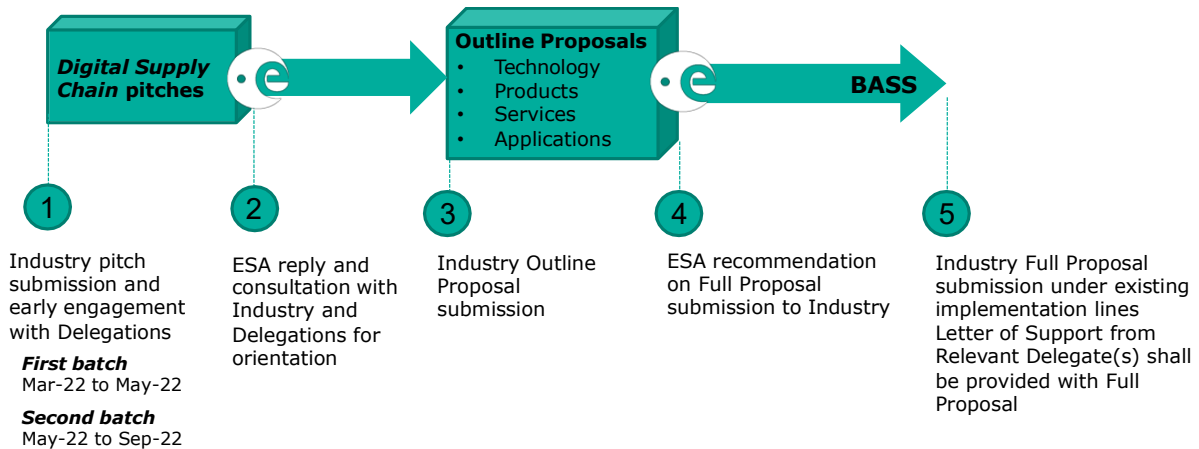 Digital Supply
Chain pitches
e
Outline Proposals
• Technology
• Products
• Services
• Applications
e
BASS
1
2
3
4
5
Industry pitch
submission and
early engagement
with Delegations
First batch
Mar-22 to May-22
Second batch
May-22 to Sep-22
ESA reply and
consultation with
Industry and
Delegations for
orientation
Industry Outline
Proposal
submission
ESA recommendation
on Full Proposal
submission to Industry
Industry Full Proposal
submission under existing
implementation lines
Letter of Support from
Relevant Delegate(s) shall
be provided with Full
Proposal